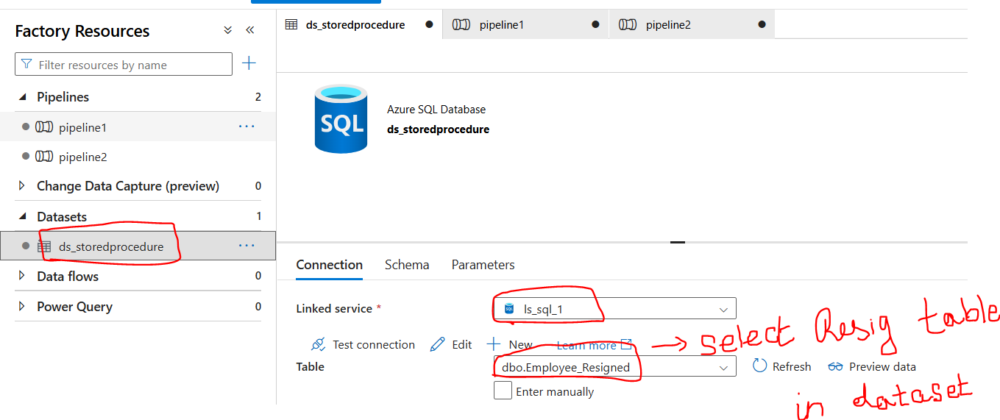 Factory Resources
Filter resources by name
Pipelines 2
pipeline1
pipeline2
Change Data Capture (preview) 0
Datasets 1
ds_storedprocedure
Data flows 0
Power Query 0
ds_storedprocedure pipeline1 pipeline2
SQL
Azure SQL Database
ds_storedprocedure
Connection Schema Parameters
Linked service * SQL ls_sql_1
Test connection Edit New Learn more
Table dbo.Employee_Resigned Refresh Preview data
Enter manually
select Resig table
in dataset